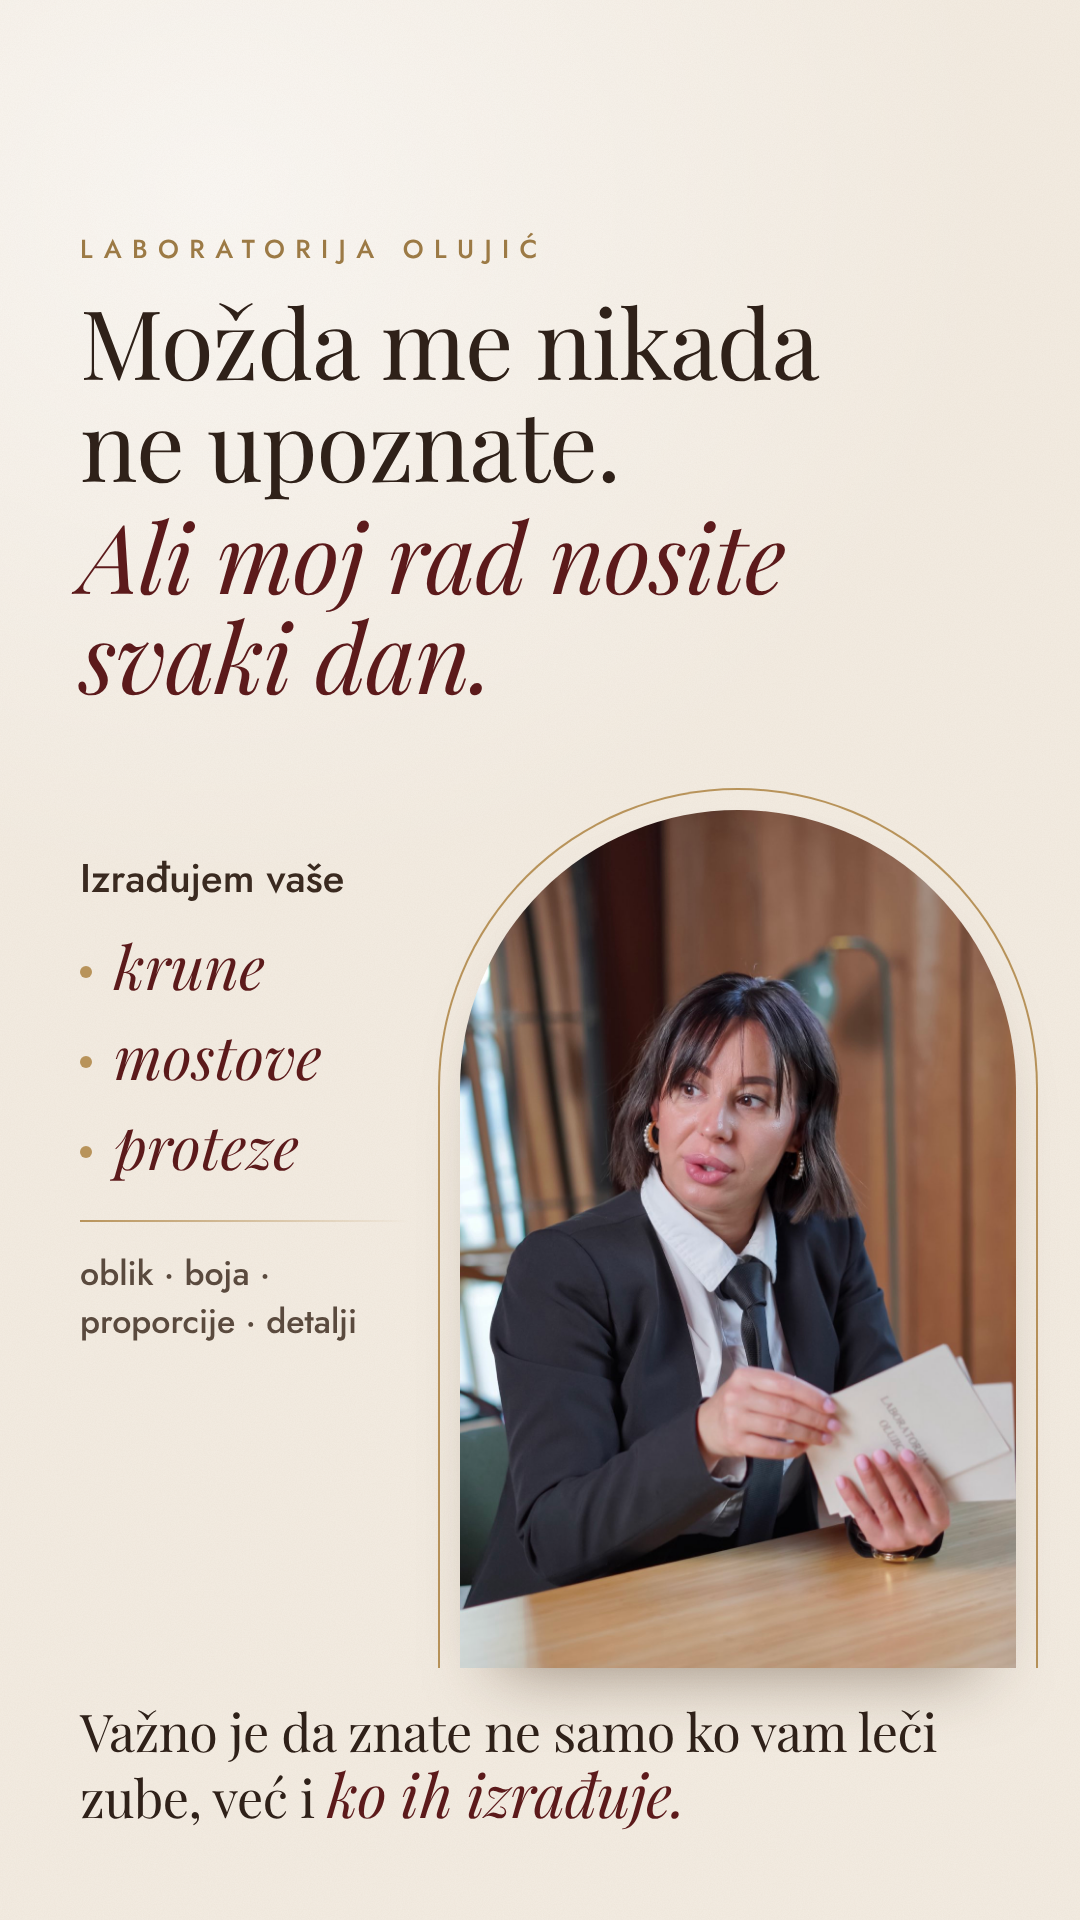 LABORATORIJA OLUJIĆ
Možda me nikada
ne upoznate.
Ali moj rad nosite
svaki dan.
Izrađujem vaše
• krune
• mostove
• proteze
oblik · boja ·
proporcije · detalji
LABORATORIJA
Važno je da znate ne samo ko vam leči
zube, već i ko ih izrađuje.